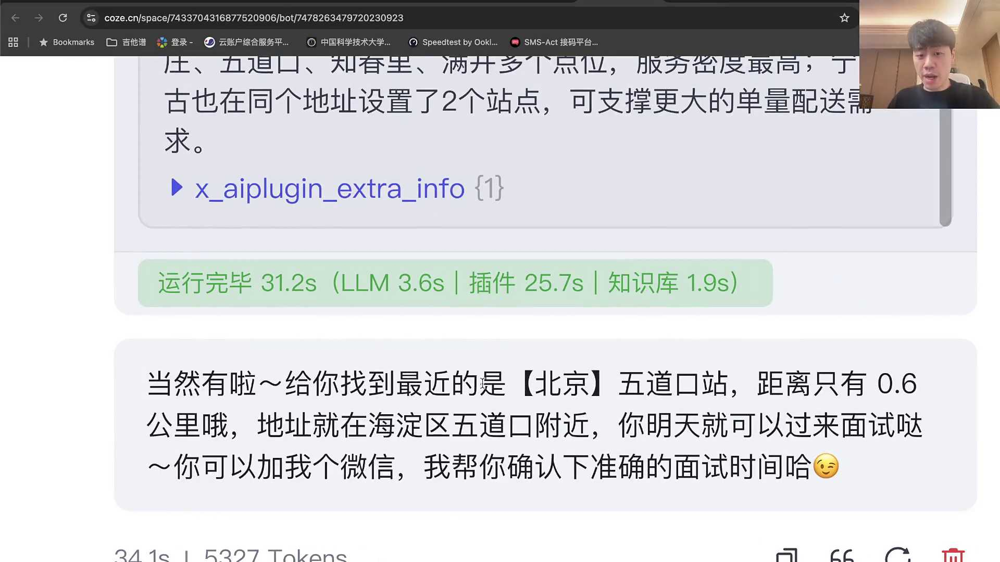 coze.cn/space/7433704316877520906/bot/7478263479720230923
Bookmarks
吉他谱
登录 -
云账户综合服务平...
中国科学技术大学...
Speedtest by Ookl...
SMS-Act 接码平台...
庄、五道口、知春里、满井多个点位，服务密度最高；宁
古也在同个地址设置了2个站点，可支撑更大的单量配送需
求。
x_aiplugin_extra_info {1}
运行完毕 31.2s（LLM 3.6s｜插件 25.7s｜知识库 1.9s）
当然有啦～给你找到最近的是【北京】五道口站，距离只有 0.6
公里哦，地址就在海淀区五道口附近，你明天就可以过来面试哒
～你可以加我个微信，我帮你确认下准确的面试时间哈😉
34.1s | 5327 Tokens